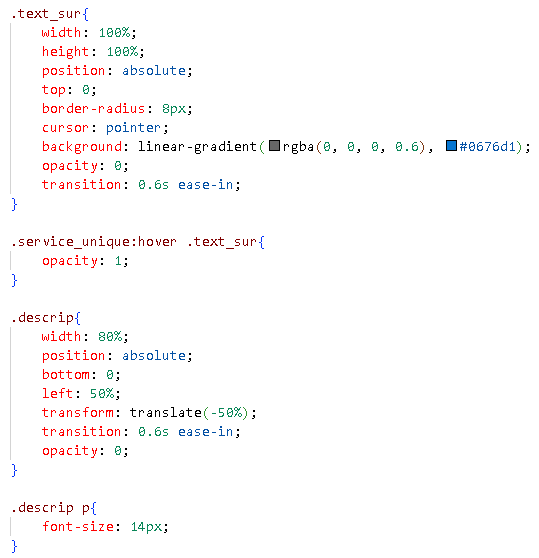 .text_sur{
    width: 100%;
    height: 100%;
    position: absolute;
    top: 0;
    border-radius: 8px;
    cursor: pointer;
    background: linear-gradient(rgba(0, 0, 0, 0.6), #0676d1);
    opacity: 0;
    transition: 0.6s ease-in;
}
.service_unique:hover .text_sur{
    opacity: 1;
}
.descrip{
    width: 80%;
    position: absolute;
    bottom: 0;
    left: 50%;
    transform: translate(-50%);
    transition: 0.6s ease-in;
    opacity: 0;
}
.descrip p{
    font-size: 14px;
}